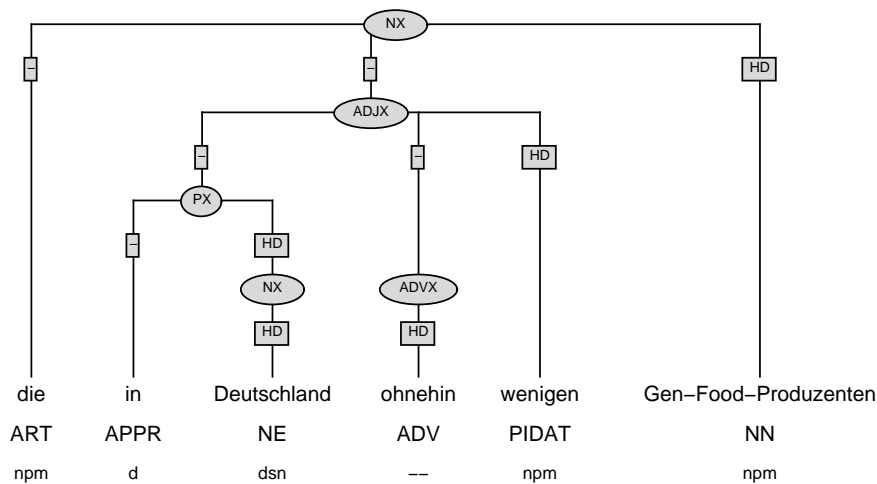 NX
– – HD
ADJX
– – HD
PX
– HD
NX ADVX
HD HD
die in Deutschland ohnehin wenigen Gen−Food−Produzenten
ART APPR NE ADV PIDAT NN
npm d dsn −− npm npm